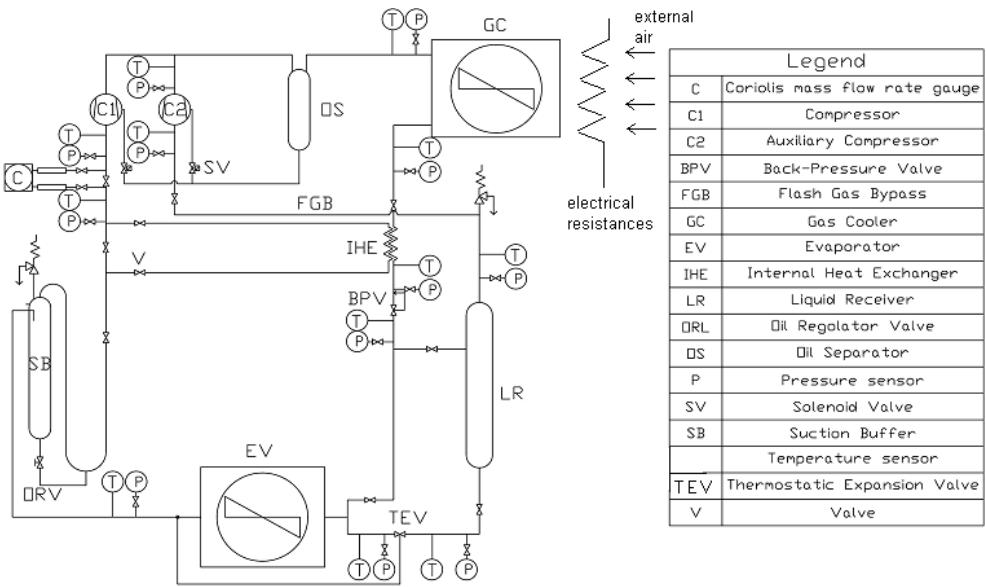 T
P
GC
external
air
T
P
C1
C2
OS
T
P
T
P
SV
C
T
P
T
P
FGB
electrical
resistances
IHE
V
T
P
BPV
T
P
T
P
SB
LR
ORV
EV
T
P
TEV
T
P
T
P
Legend
C Coriolis mass flow rate gauge
C1 Compressor
C2 Auxiliary Compressor
BPV Back-Pressure Valve
FGB Flash Gas Bypass
GC Gas Cooler
EV Evaporator
IHE Internal Heat Exchanger
LR Liquid Receiver
ORL Oil Regolator Valve
OS Oil Separator
P Pressure sensor
SV Solenoid Valve
SB Suction Buffer
Temperature sensor
TEV Thermostatic Expansion Valve
V Valve